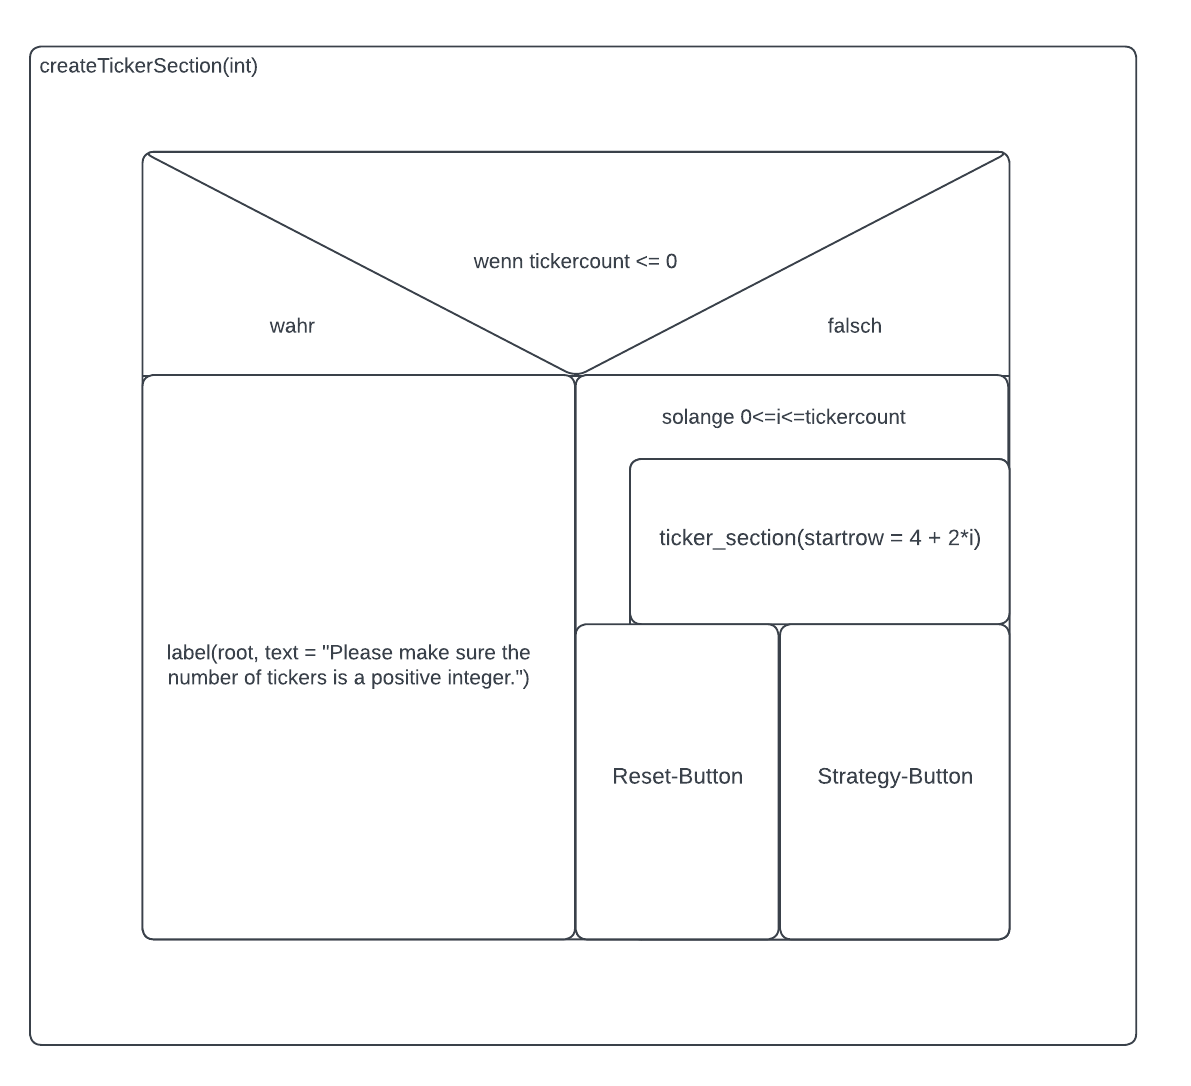 createTickerSection(int)
wenn tickercount <= 0
wahr
falsch
solange 0<=i<=tickercount
ticker_section(startrow = 4 + 2*i)
label(root, text = "Please make sure the
number of tickers is a positive integer.")
Reset-Button
Strategy-Button